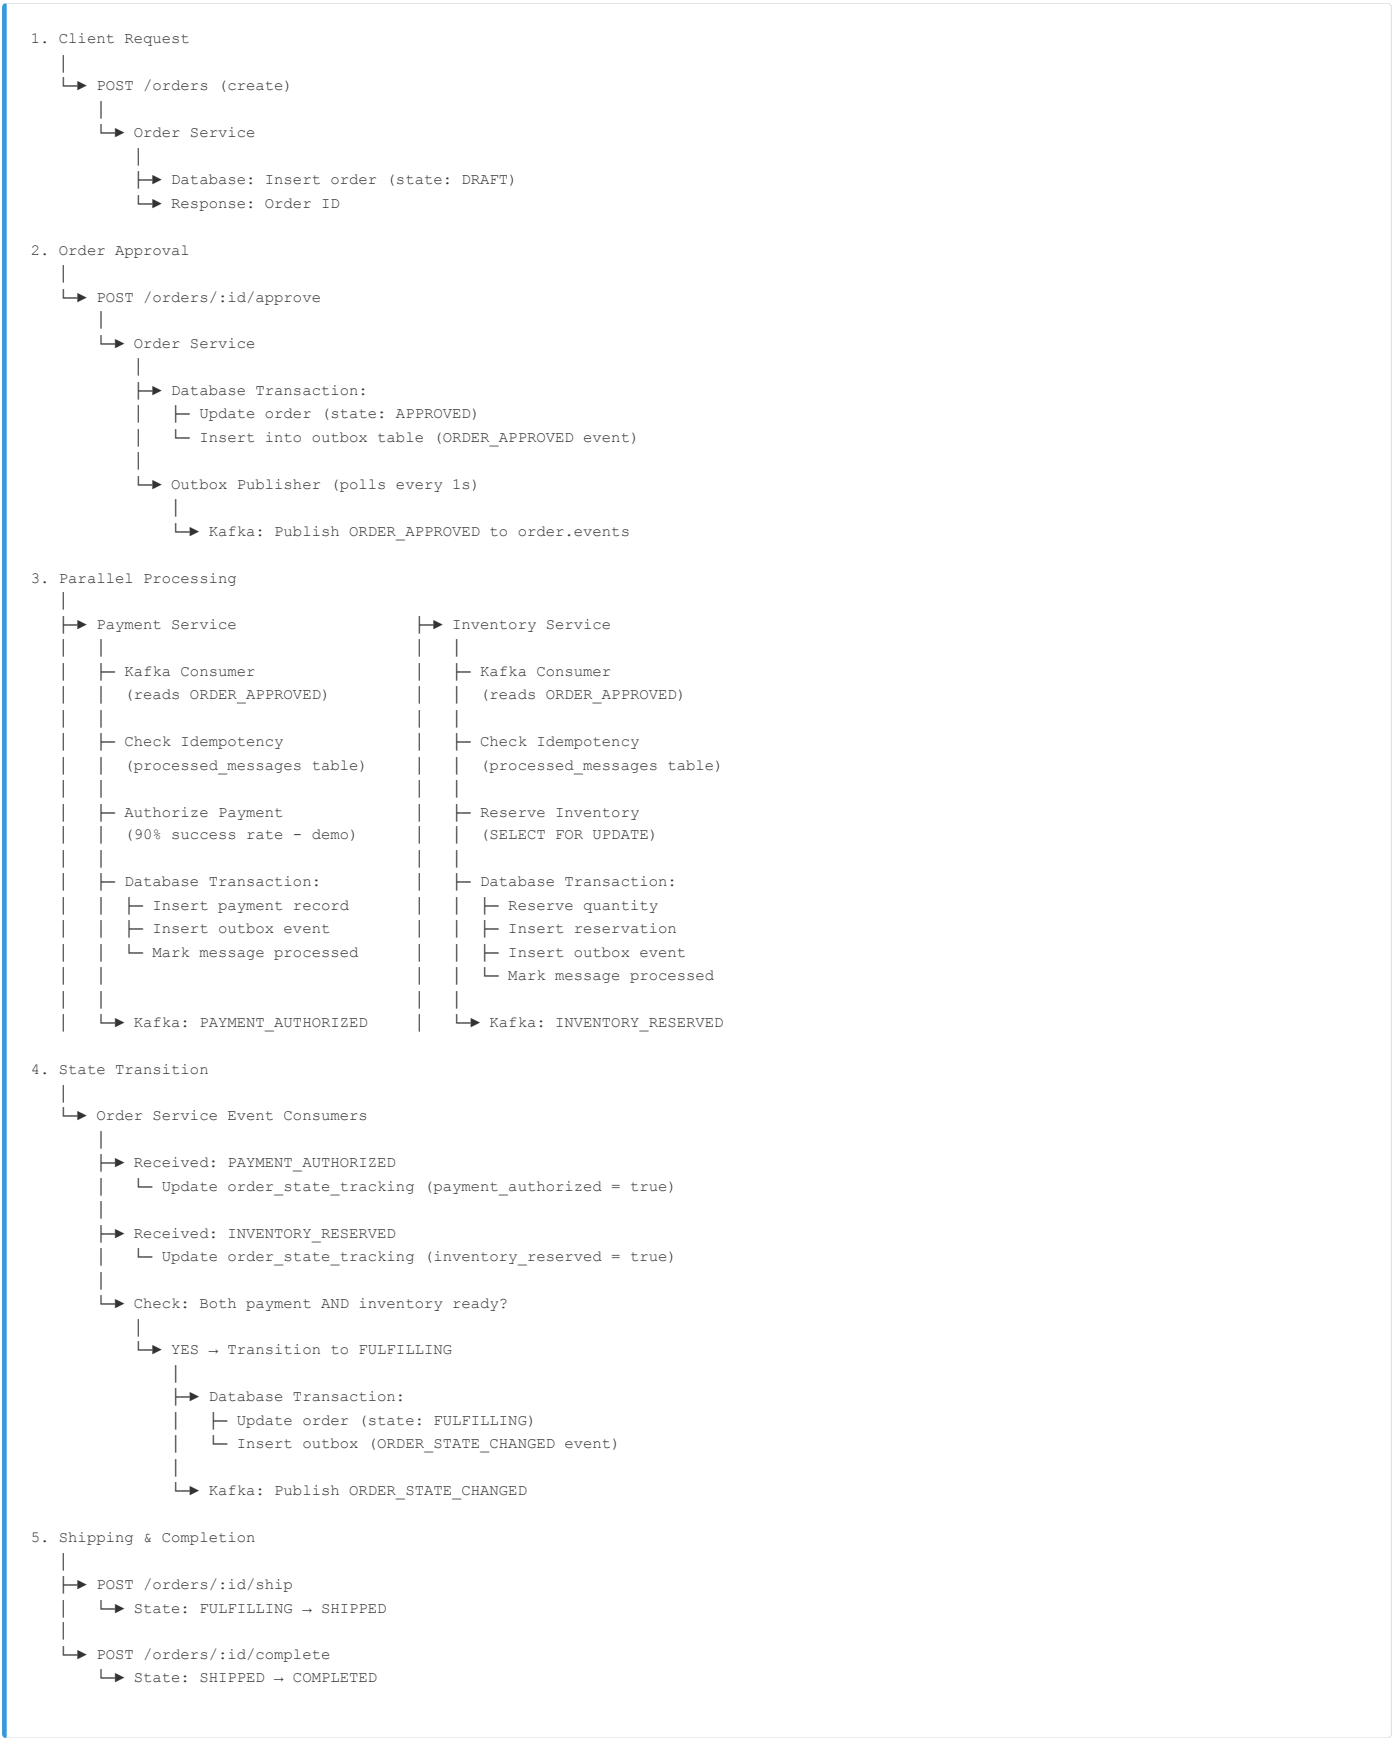 1. Client Request
   │
   └─► POST /orders (create)
       │
       └─► Order Service
           │
           ├─► Database: Insert order (state: DRAFT)
           └─► Response: Order ID

2. Order Approval
   │
   └─► POST /orders/:id/approve
       │
       └─► Order Service
           │
           ├─► Database Transaction:
           │   ├─ Update order (state: APPROVED)
           │   └─ Insert into outbox table (ORDER_APPROVED event)
           │
           └─► Outbox Publisher (polls every 1s)
               │
               └─► Kafka: Publish ORDER_APPROVED to order.events

3. Parallel Processing
   │
   ├─► Payment Service                   ├─► Inventory Service
   │   │                                 │   │
   │   ├─ Kafka Consumer                 │   ├─ Kafka Consumer
   │   │  (reads ORDER_APPROVED)         │   │  (reads ORDER_APPROVED)
   │   │                                 │   │
   │   ├─ Check Idempotency              │   ├─ Check Idempotency
   │   │  (processed_messages table)     │   │  (processed_messages table)
   │   │                                 │   │
   │   ├─ Authorize Payment              │   ├─ Reserve Inventory
   │   │  (90% success rate - demo)      │   │  (SELECT FOR UPDATE)
   │   │                                 │   │
   │   ├─ Database Transaction:          │   ├─ Database Transaction:
   │   │  ├─ Insert payment record       │   │  ├─ Reserve quantity
   │   │  ├─ Insert outbox event         │   │  ├─ Insert reservation
   │   │  └─ Mark message processed      │   │  ├─ Insert outbox event
   │   │                                 │   │  └─ Mark message processed
   │   │                                 │   │
   │   └─► Kafka: PAYMENT_AUTHORIZED     │   └─► Kafka: INVENTORY_RESERVED

4. State Transition
   │
   └─► Order Service Event Consumers
       │
       ├─► Received: PAYMENT_AUTHORIZED
       │   └─ Update order_state_tracking (payment_authorized = true)
       │
       ├─► Received: INVENTORY_RESERVED
       │   └─ Update order_state_tracking (inventory_reserved = true)
       │
       └─► Check: Both payment AND inventory ready?
           │
           └─► YES → Transition to FULFILLING
               │
               ├─► Database Transaction:
               │   ├─ Update order (state: FULFILLING)
               │   └─ Insert outbox (ORDER_STATE_CHANGED event)
               │
               └─► Kafka: Publish ORDER_STATE_CHANGED

5. Shipping & Completion
   │
   ├─► POST /orders/:id/ship
   │   └─► State: FULFILLING → SHIPPED
   │
   └─► POST /orders/:id/complete
       └─► State: SHIPPED → COMPLETED